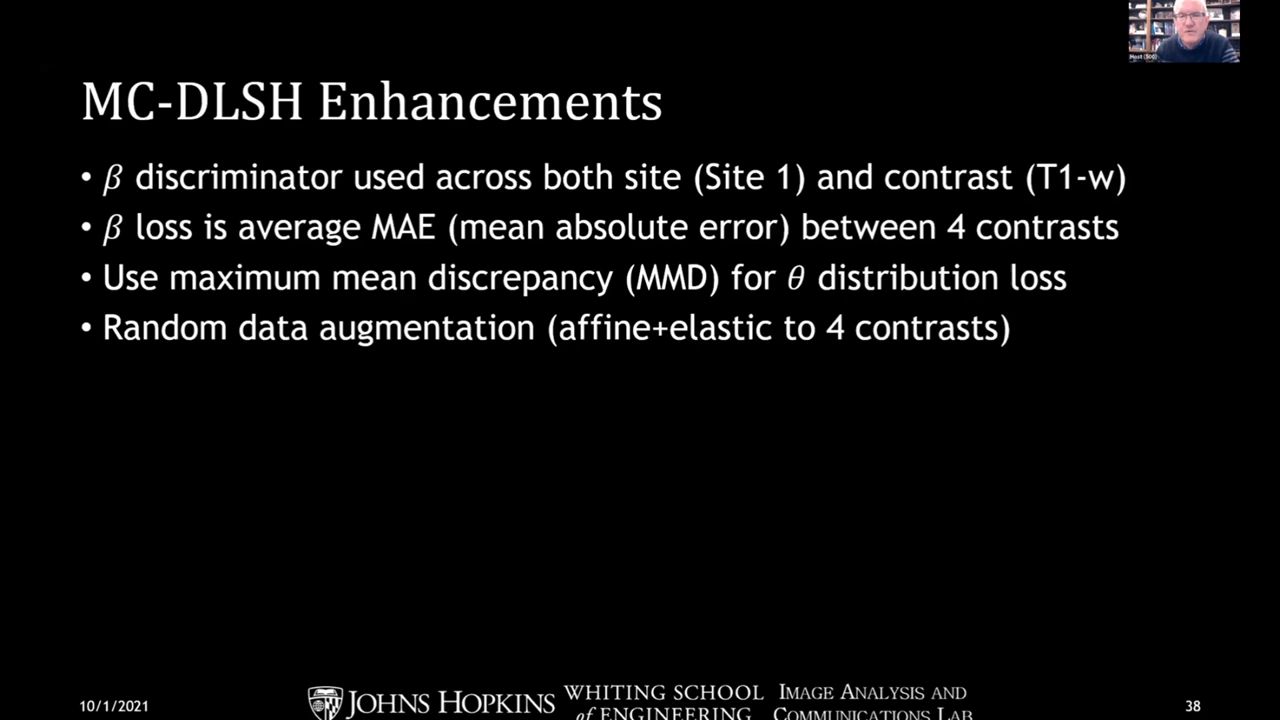 Host (500)
MC-DLSH Enhancements
• β discriminator used across both site (Site 1) and contrast (T1-w)
• β loss is average MAE (mean absolute error) between 4 contrasts
• Use maximum mean discrepancy (MMD) for θ distribution loss
• Random data augmentation (affine+elastic to 4 contrasts)
10/1/2021
JOHNS HOPKINS
WHITING SCHOOL
of ENGINEERING
IMAGE ANALYSIS AND
COMMUNICATIONS LAB
38